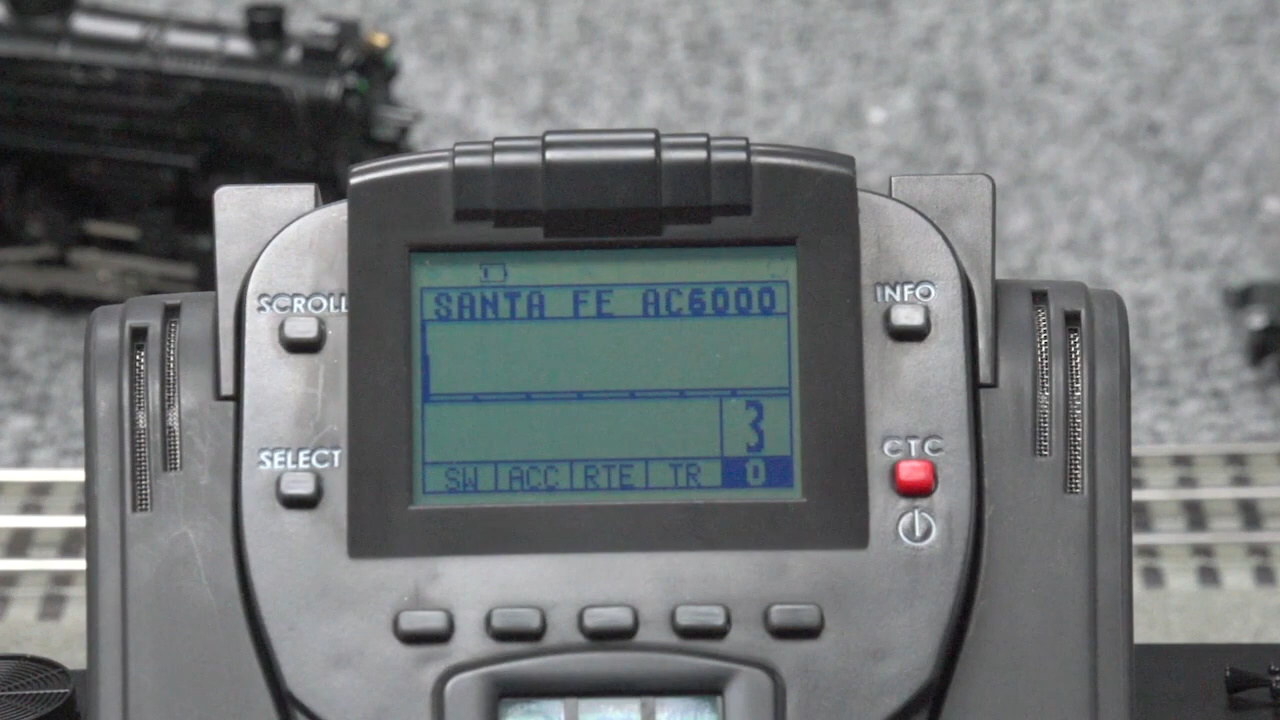 SCROLL
SELECT
SANTA FE AC6000
3
SW ACC RTE TR 0
INFO
CTC